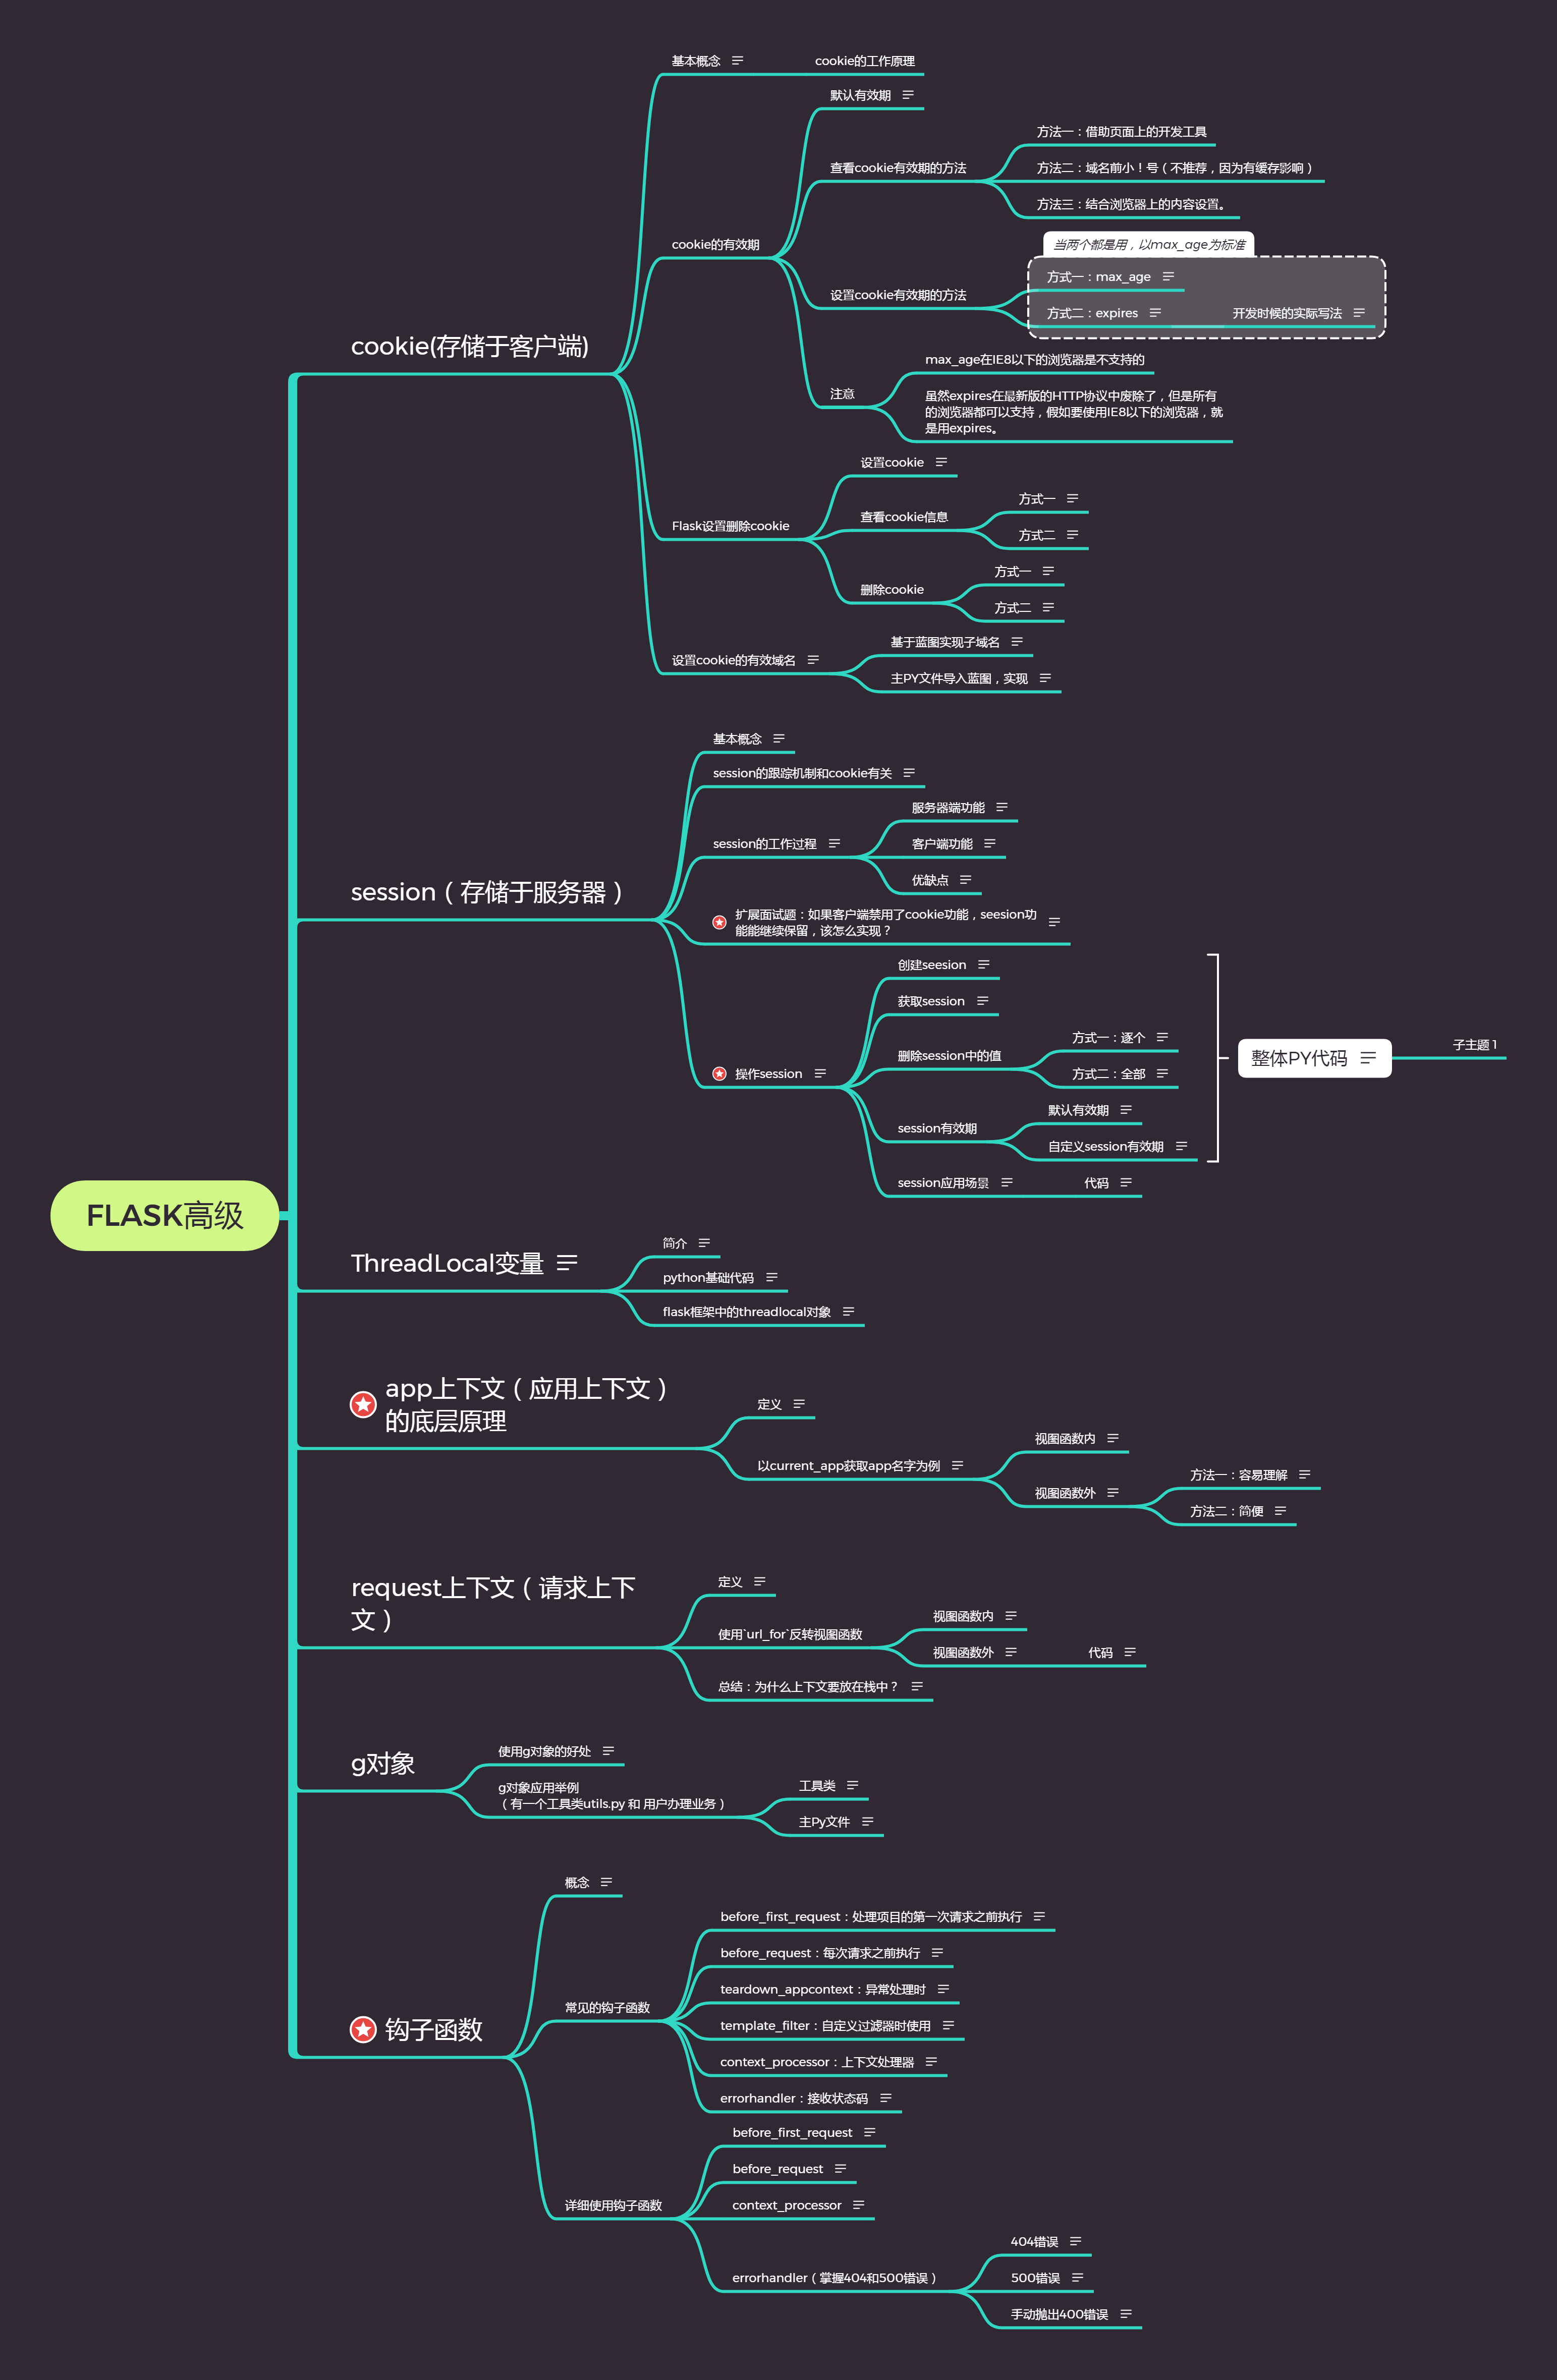 FLASK高级
cookie(存储于客户端)
基本概念
cookie的工作原理
cookie的有效期
默认有效期
查看cookie有效期的方法
方法一：借助页面上的开发工具
方法二：域名前小！号（不推荐，因为有缓存影响）
方法三：结合浏览器上的内容设置。
设置cookie有效期的方法
当两个都是用，以max_age为标准
方式一：max_age
方式二：expires
开发时候的实际写法
注意
max_age在IE8以下的浏览器是不支持的
虽然expires在最新版的HTTP协议中废除了，但是所有
的浏览器都可以支持，假如要使用IE8以下的浏览器，就
是用expires。
Flask设置删除cookie
设置cookie
查看cookie信息
方式一
方式二
删除cookie
方式一
方式二
设置cookie的有效域名
基于蓝图实现子域名
主PY文件导入蓝图，实现
session（存储于服务器）
基本概念
session的跟踪机制和cookie有关
session的工作过程
服务器端功能
客户端功能
优缺点
扩展面试题：如果客户端禁用了cookie功能，seesion功
能能继续保留，该怎么实现？
操作session
创建seesion
获取session
删除session中的值
方式一：逐个
方式二：全部
session有效期
默认有效期
自定义session有效期
session应用场景
代码
整体PY代码
子主题 1
ThreadLocal变量
简介
python基础代码
flask框架中的threadlocal对象
app上下文（应用上下文）
的底层原理
定义
以current_app获取app名字为例
视图函数内
视图函数外
方法一：容易理解
方法二：简便
request上下文（请求上下
文）
定义
使用`url_for`反转视图函数
视图函数内
视图函数外
代码
总结：为什么上下文要放在栈中？
g对象
使用g对象的好处
g对象应用举例
（有一个工具类utils.py 和 用户办理业务）
工具类
主Py文件
钩子函数
概念
常见的钩子函数
before_first_request：处理项目的第一次请求之前执行
before_request：每次请求之前执行
teardown_appcontext：异常处理时
template_filter：自定义过滤器时使用
context_processor：上下文处理器
errorhandler：接收状态码
详细使用钩子函数
before_first_request
before_request
context_processor
errorhandler（掌握404和500错误）
404错误
500错误
手动抛出400错误